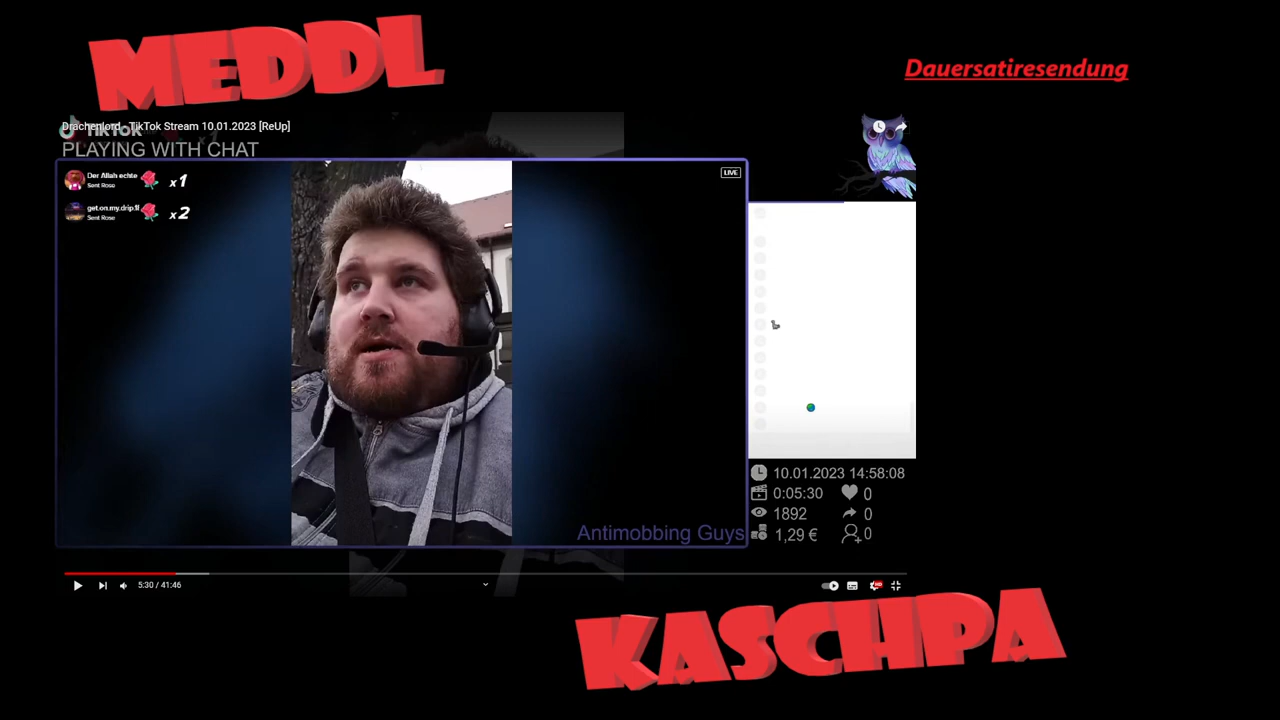 MEDDL
Dauersatiresendung
Drachenlord - TikTok Stream 10.01.2023 [ReUp]
TikTok
PLAYING WITH CHAT
Der Allah echte
Sent Rose
x1
get.on.my.drip.!!
Sent Rose
x2
LIVE
10.01.2023 14:58:08
0:05:30
0
1892
0
1,29 €
0
Antimobbing Guys
5:30 / 41:46
HD
KASCHPA